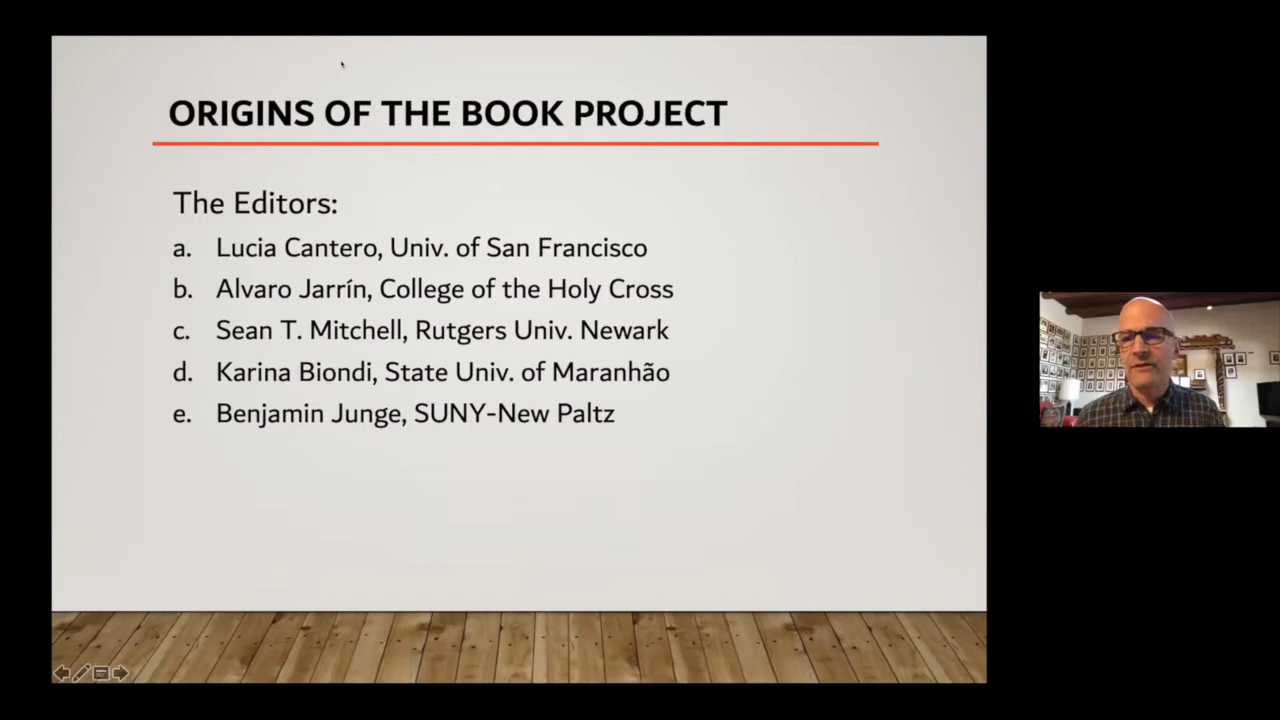 ORIGINS OF THE BOOK PROJECT
The Editors:
a. Lucia Cantero, Univ. of San Francisco
b. Alvaro Jarrín, College of the Holy Cross
c. Sean T. Mitchell, Rutgers Univ. Newark
d. Karina Biondi, State Univ. of Maranhão
e. Benjamin Junge, SUNY-New Paltz